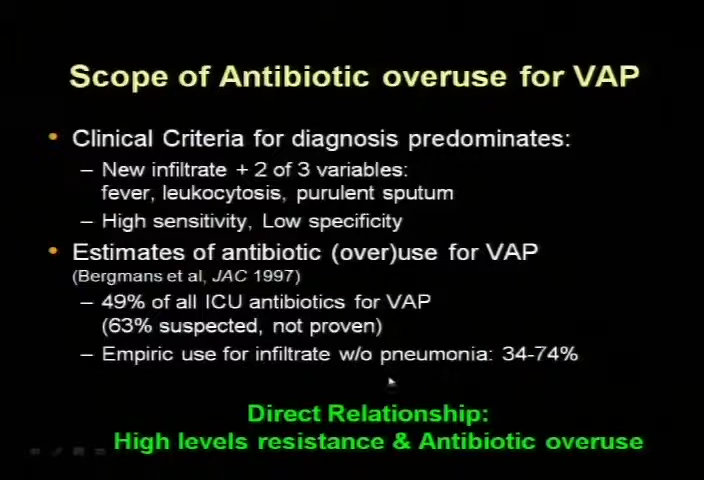 Scope of Antibiotic overuse for VAP
• Clinical Criteria for diagnosis predominates:
– New infiltrate + 2 of 3 variables:
fever, leukocytosis, purulent sputum
– High sensitivity, Low specificity
• Estimates of antibiotic (over)use for VAP
(Bergmans et al, JAC 1997)
– 49% of all ICU antibiotics for VAP
(63% suspected, not proven)
– Empiric use for infiltrate w/o pneumonia: 34-74%
Direct Relationship:
High levels resistance & Antibiotic overuse